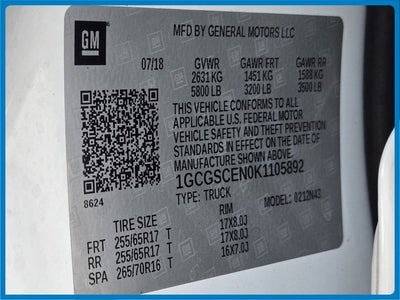 GM
MFD BY GENERAL MOTORS LLC
07/18 GVWR GAWR FRT GAWR RR
2631 KG 1451 KG 1588 KG
5800 LB 3200 LB 3500 LB
THIS VEHICLE CONFORMS TO ALL
APPLICABLE U.S. FEDERAL MOTOR
VEHICLE SAFETY AND THEFT PREVENTION
STANDARDS IN EFFECT ON THE DATE OF
MANUFACTURE SHOWN ABOVE.
8624
1GCGSCEN0K1105892
TYPE: TRUCK MODEL: 0212N43
TIRE SIZE RIM
FRT 255/65R17 T 17X8.0J
RR 255/65R17 T 17X8.0J
SPA 265/70R16 T 16X7.0J